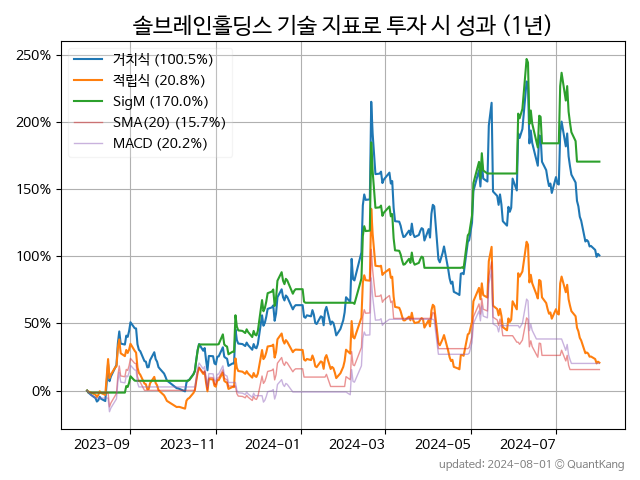 솔브레인홀딩스 기술 지표로 투자 시 성과 (1년)
250%
200%
150%
100%
50%
0%
거치식 (100.5%)
적립식 (20.8%)
SigM (170.0%)
SMA(20) (15.7%)
MACD (20.2%)
2023-09
2023-11
2024-01
2024-03
2024-05
2024-07
updated: 2024-08-01 © QuantKang